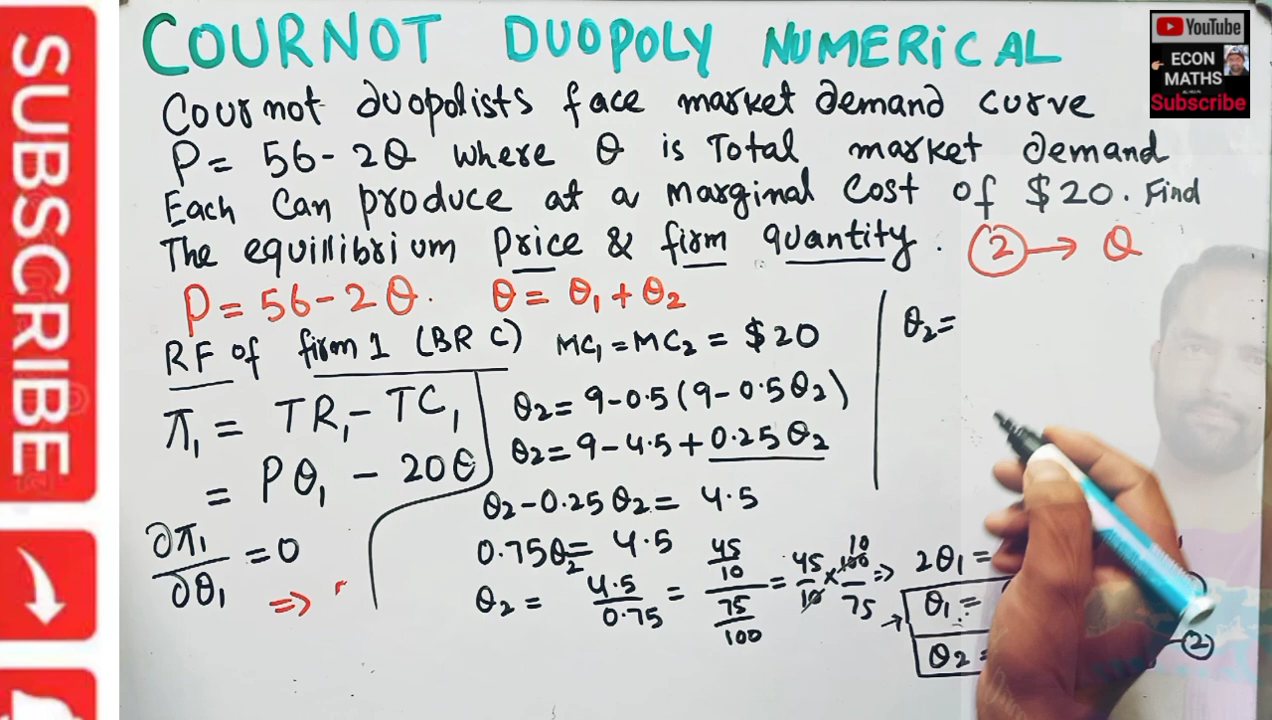 COURNOT DUOPOLY NUMERICAL
YouTube
ECON
MATHS
Subscribe
SUBSCRIBE
Cournot duopolists face market demand curve
P = 56 - 2Q where Q is Total market demand
Each can produce at a marginal cost of $20. Find
The equillibrium price & firm quantity. ② → Q
P = 56 - 2Q. Q = Q₁ + Q₂
RF of firm 1 (BRC) MC₁ = MC₂ = $20
π₁ = TR₁ - TC₁
= PQ₁ - 20Q
∂π₁/∂Q₁ = 0
⇒
Q₂ = 9 - 0.5(9 - 0.5Q₂)
Q₂ = 9 - 4.5 + 0.25Q₂
Q₂ - 0.25Q₂ = 4.5
0.75Q₂ = 4.5
Q₂ = 4.5/0.75 = (45/10)/(75/100) = 45/10 × 100/75 ⇒
10
Q₂ =
2Q₁ =
→ Q₁ =
Q₂ =
②